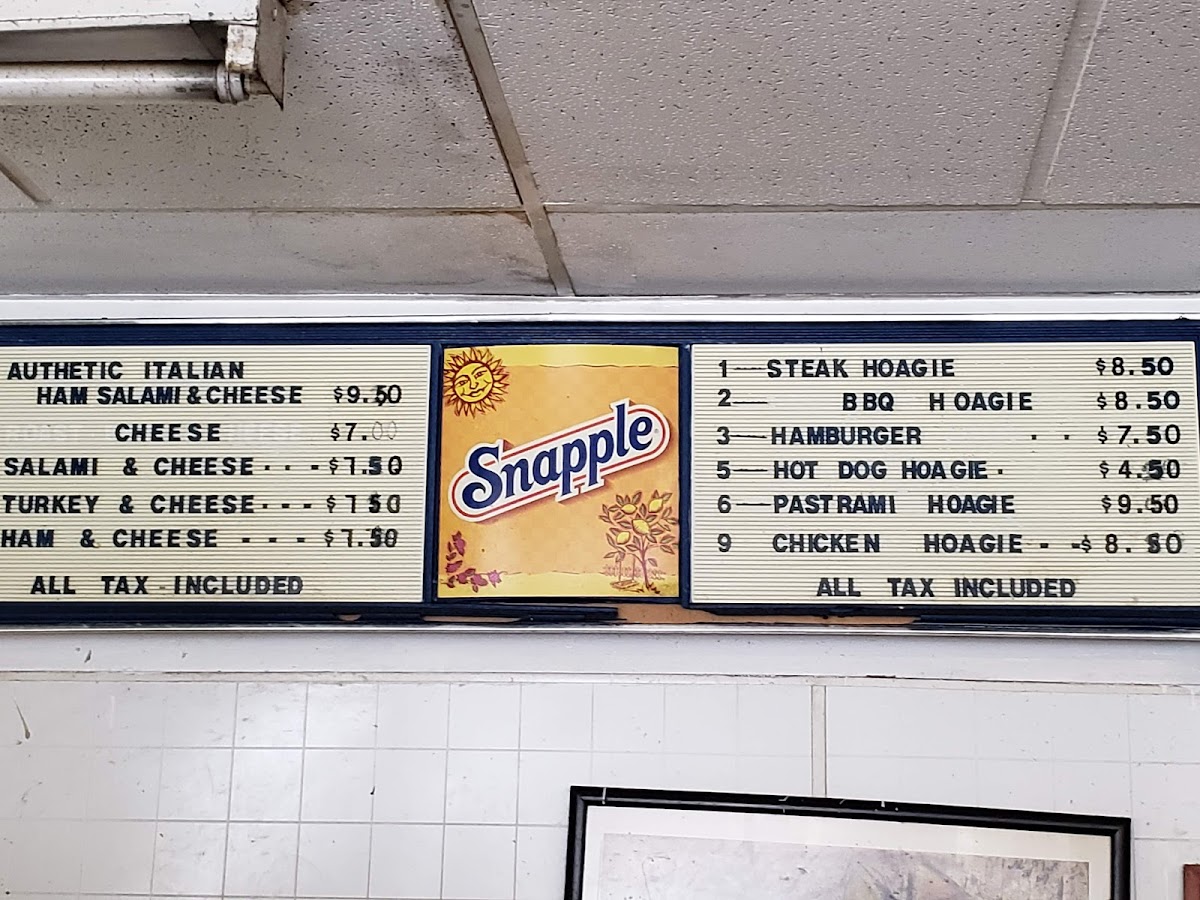 AUTHETIC ITALIAN
HAM SALAMI & CHEESE $9.50
CHEESE $7.00
SALAMI & CHEESE · · · - $7.50
TURKEY & CHEESE · · - - $7 50
HAM & CHEESE - - - $7.50
ALL TAX - INCLUDED
Snapple
1 — STEAK HOAGIE $8.50
2 — BBQ HOAGIE $8.50
3 — HAMBURGER · · $7.50
5 — HOT DOG HOAGIE · $4.50
6 — PASTRAMI HOAGIE $9.50
9 CHICKEN HOAGIE - - $8.50
ALL TAX INCLUDED